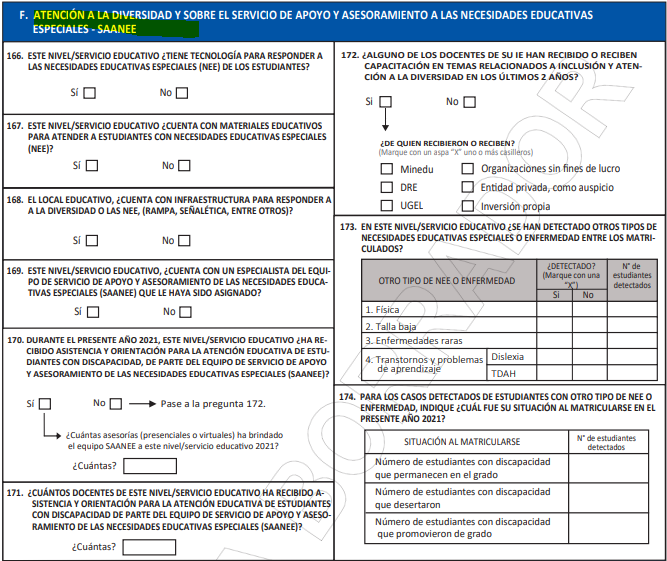 F. ATENCIÓN A LA DIVERSIDAD Y SOBRE EL SERVICIO DE APOYO Y ASESORAMIENTO A LAS NECESIDADES EDUCATIVAS
ESPECIALES - SAANEE
166. ESTE NIVEL/SERVICIO EDUCATIVO ¿TIENE TECNOLOGÍA PARA RESPONDER A
LAS NECESIDADES EDUCATIVAS ESPECIALES (NEE) DE LOS ESTUDIANTES?
Sí No
167. ESTE NIVEL/SERVICIO EDUCATIVO ¿CUENTA CON MATERIALES EDUCATIVOS
PARA ATENDER A ESTUDIANTES CON NECESIDADES EDUCATIVAS ESPECIALES
(NEE)?
Sí No
168. EL LOCAL EDUCATIVO, ¿CUENTA CON INFRAESTRUCTURA PARA RESPONDER A
A LA DIVERSIDAD O LAS NEE, (RAMPA, SEÑALÉTICA, ENTRE OTROS)?
Sí No
169. ESTE NIVEL/SERVICIO EDUCATIVO, ¿CUENTA CON UN ESPECIALISTA DEL EQUI-
PO DE SERVICIO DE APOYO Y ASESORAMIENTO DE LAS NECESIDADES EDUCA-
TIVAS ESPECIALES (SAANEE) QUE LE HAYA SIDO ASIGNADO?
Sí No
170. DURANTE EL PRESENTE AÑO 2021, ESTE NIVEL/SERVICIO EDUCATIVO ¿HA RE-
CIBIDO ASISTENCIA Y ORIENTACIÓN PARA LA ATENCIÓN EDUCATIVA DE ESTU-
DIANTES CON DISCAPACIDAD, DE PARTE DEL EQUIPO DE SERVICIO DE APOYO
Y ASESORAMIENTO DE LAS NECESIDADES EDUCATIVAS ESPECIALES (SAANEE)?
Sí No Pase a la pregunta 172.
¿Cuántas asesorías (presenciales o virtuales) ha brindado
el equipo SAANEE a este nivel/servicio educativo 2021?
¿Cuántas?
171. ¿CUÁNTOS DOCENTES DE ESTE NIVEL/SERVICIO EDUCATIVO HA RECIBIDO A-
SISTENCIA Y ORIENTACIÓN PARA LA ATENCIÓN EDUCATIVA DE ESTUDIANTES
CON DISCAPACIDAD DE PARTE DEL EQUIPO DE SERVICIO DE APOYO Y ASESO-
RAMIENTO DE LAS NECESIDADES EDUCATIVAS ESPECIALES (SAANEE)?
¿Cuántas?
172. ¿ALGUNO DE LOS DOCENTES DE SU IE HAN RECIBIDO O RECIBEN
CAPACITACIÓN EN TEMAS RELACIONADOS A INCLUSIÓN Y ATEN-
CIÓN A LA DIVERSIDAD EN LOS ÚLTIMOS 2 AÑOS?
Sí No
¿DE QUIEN RECIBIERON O RECIBEN?
(Marque con un aspa "X" uno o más casilleros)
Minedu Organizaciones sin fines de lucro
DRE Entidad privada, como auspicio
UGEL Inversión propia
173. EN ESTE NIVEL/SERVICIO EDUCATIVO ¿SE HAN DETECTADO OTROS TIPOS DE
NECESIDADES EDUCATIVAS ESPECIALES O ENFERMEDAD ENTRE LOS MATRI-
CULADOS?
OTRO TIPO DE NEE O ENFERMEDAD
¿DETECTADO?
(Marque con una
"X")
Si No
N° de
estudiantes
detectados
1. Física
2. Talla baja
3. Enfermedades raras
4. Transtornos y problemas
de aprendizaje
Dislexia
TDAH
174. PARA LOS CASOS DETECTADOS DE ESTUDIANTES CON OTRO TIPO DE NEE O
ENFERMEDAD, INDIQUE ¿CUÁL FUE SU SITUACIÓN AL MATRICULARSE EN EL
PRESENTE AÑO 2021?
SITUACIÓN AL MATRICULARSE
N° de estudiantes
detectados
Número de estudiantes con discapacidad
que permanecen en el grado
Número de estudiantes con discapacidad
que desertaron
Número de estudiantes con discapacidad
que promovieron de grado